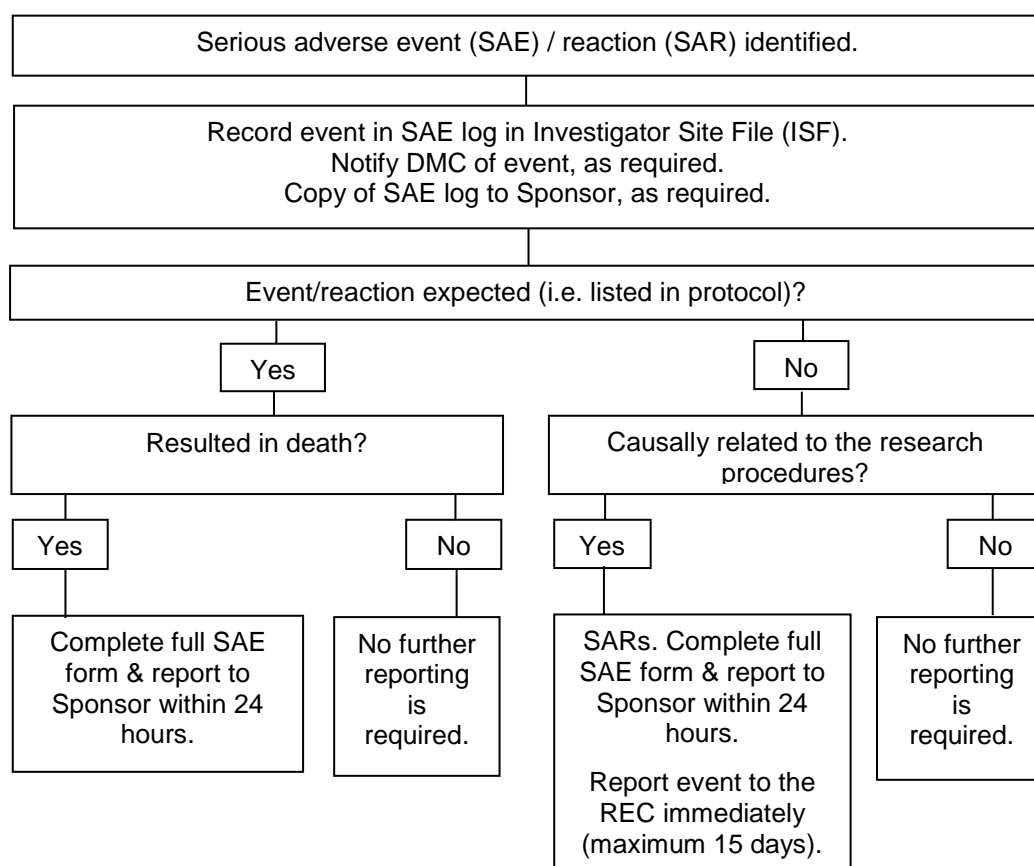 Serious adverse event (SAE) / reaction (SAR) identified.
Record event in SAE log in Investigator Site File (ISF).
Notify DMC of event, as required.
Copy of SAE log to Sponsor, as required.
Event/reaction expected (i.e. listed in protocol)?
Yes
No
Resulted in death?
Causally related to the research
procedures?
Yes
No
Yes
No
Complete full SAE
form & report to
Sponsor within 24
hours.
No further
reporting
is
required.
SARs. Complete full
SAE form & report to
Sponsor within 24
hours.
Report event to the
REC immediately
(maximum 15 days).
No further
reporting
is
required.